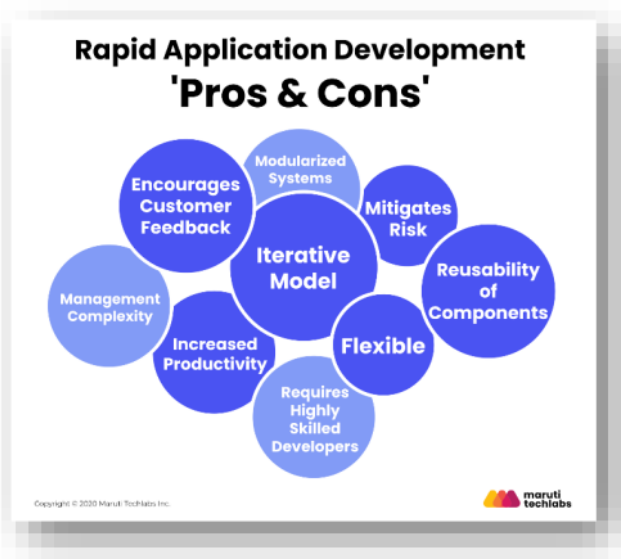 Rapid Application Development
'Pros & Cons'
Modularized
Systems
Encourages
Customer
Feedback
Mitigates
Risk
Iterative
Model
Reusability
of
Components
Management
Complexity
Increased
Productivity
Flexible
Requires
Highly
Skilled
Developers
Copyright © 2020 Maruti Techlabs Inc.
maruti
techlabs